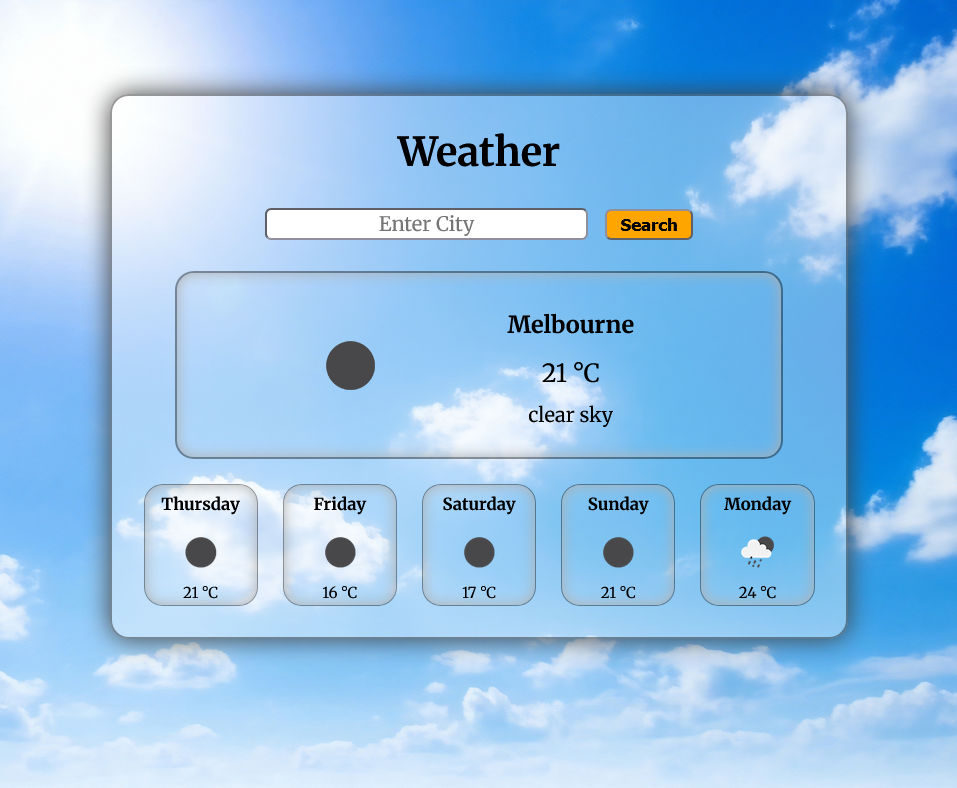 Weather
Enter City
Search
Melbourne
21 °C
clear sky
Thursday
21 °C
Friday
16 °C
Saturday
17 °C
Sunday
21 °C
Monday
24 °C